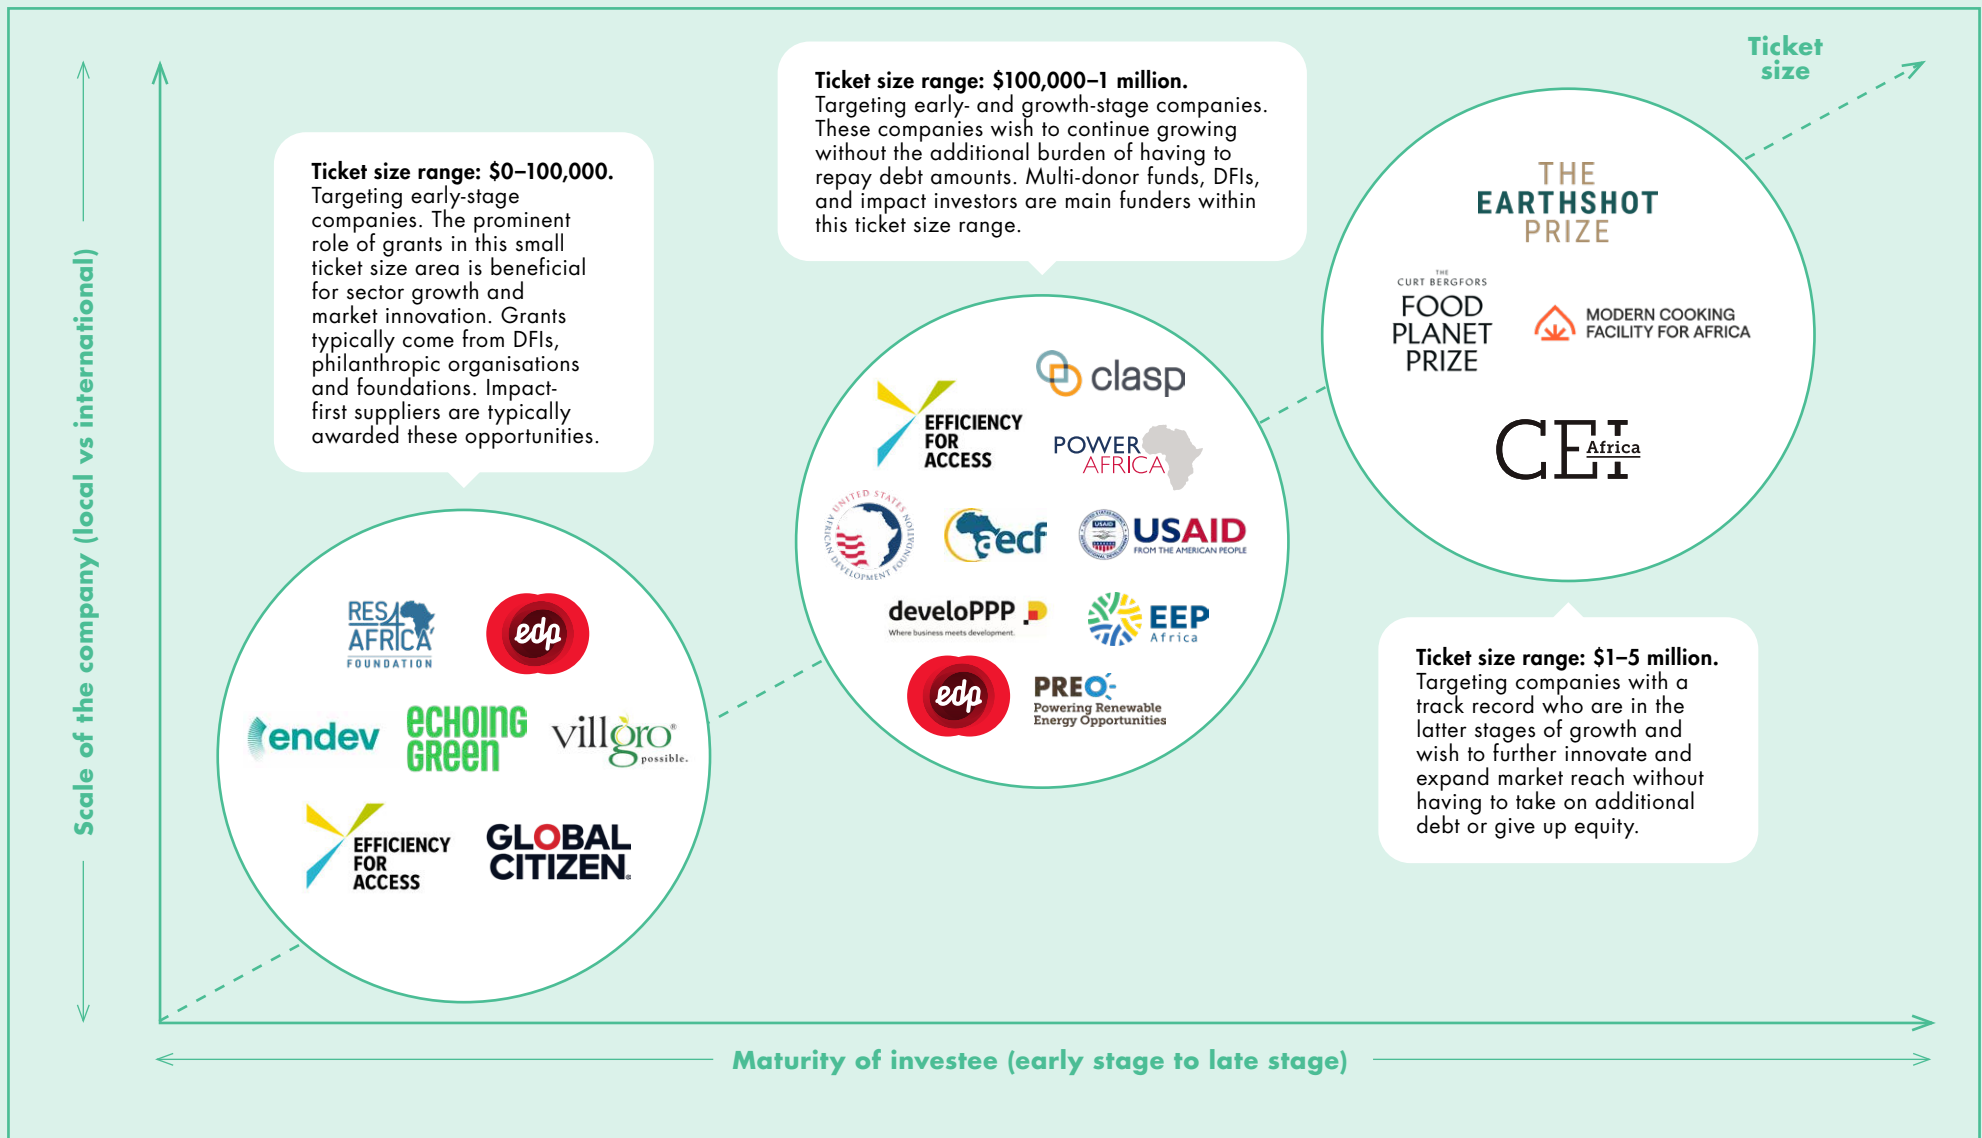 Ticket
size
Ticket size range: $100,000–1 million.
Targeting early- and growth-stage companies.
These companies wish to continue growing
without the additional burden of having to
repay debt amounts. Multi-donor funds, DFIs,
and impact investors are main funders within
this ticket size range.
Ticket size range: $0–100,000.
Targeting early-stage
companies. The prominent
role of grants in this small
ticket size area is beneficial
for sector growth and
market innovation. Grants
typically come from DFIs,
philanthropic organisations
and foundations. Impact-
first suppliers are typically
awarded these opportunities.
THE
EARTHSHOT
PRIZE
THE
CURT BERGFORS
FOOD
PLANET
PRIZE
MODERN COOKING
FACILITY FOR AFRICA
CEI
Africa
clasp
EFFICIENCY
FOR
ACCESS
POWER
AFRICA
UNITED STATES
AFRICAN DEVELOPMENT FOUNDATION
aecf
USAID
USAID
FROM THE AMERICAN PEOPLE
develoPPP
Where business meets development.
EEP
Africa
edp
PREO
Powering Renewable
Energy Opportunities
RES4
AFRICA
FOUNDATION
edp
endev
echoing
green
villgro®
possible.
EFFICIENCY
FOR
ACCESS
GLOBAL
CITIZEN®
Ticket size range: $1–5 million.
Targeting companies with a
track record who are in the
latter stages of growth and
wish to further innovate and
expand market reach without
having to take on additional
debt or give up equity.
Scale of the company (local vs international)
Maturity of investee (early stage to late stage)